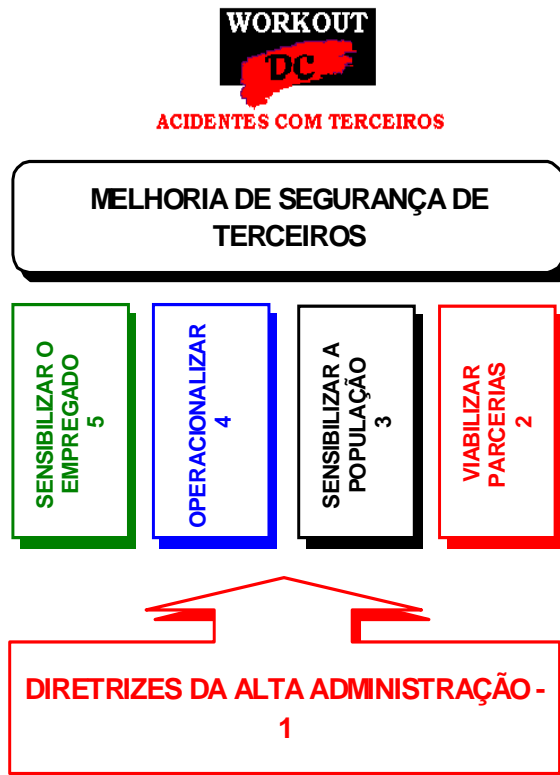 WORKOUT
DC
ACIDENTES COM TERCEIROS
MELHORIA DE SEGURANÇA DE
TERCEIROS
SENSIBILIZAR O
EMPREGADO
5
OPERACIONALIZAR
4
SENSIBILIZAR A
POPULAÇÃO
3
VIABILIZAR
PARCERIAS
2
DIRETRIZES DA ALTA ADMINISTRAÇÃO -
1